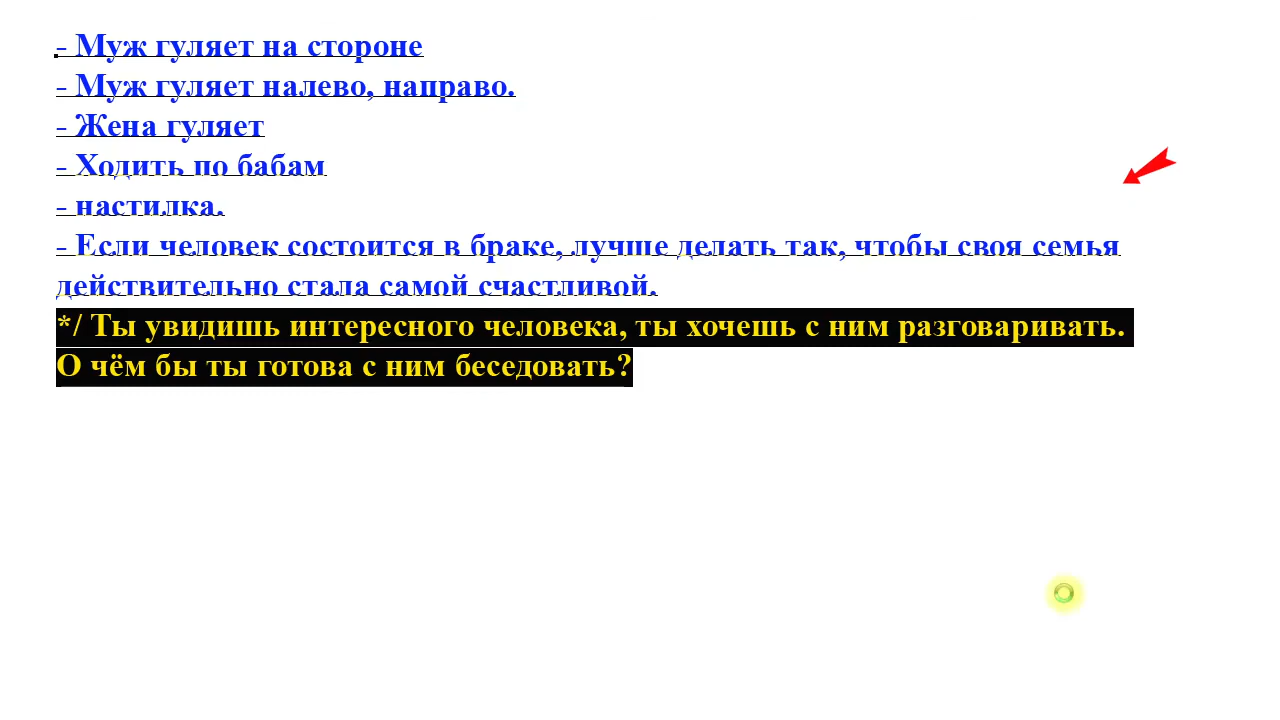 - Муж гуляет на стороне
- Муж гуляет налево, направо.
- Жена гуляет
- Ходить по бабам
- настилка.
- Если человек состоится в браке, лучше делать так, чтобы своя семья
действительно стала самой счастливой.
*/ Ты увидишь интересного человека, ты хочешь с ним разговаривать.
О чём бы ты готова с ним беседовать?